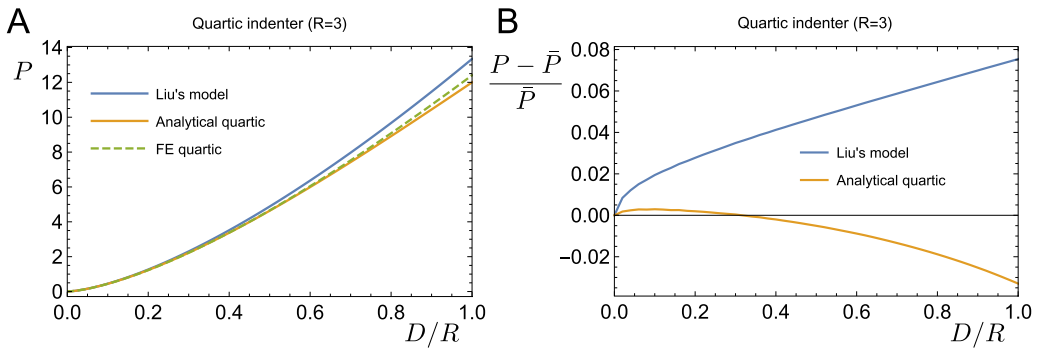 A
Quartic indenter (R=3)
P
14
12
10
8
6
4
2
0
Liu's model
Analytical quartic
FE quartic
0.0 0.2 0.4 0.6 0.8 1.0
D/R
B
Quartic indenter (R=3)
P − P̄
P̄
0.08
0.06
0.04
0.02
0.00
−0.02
Liu's model
Analytical quartic
0.0 0.2 0.4 0.6 0.8 1.0
D/R